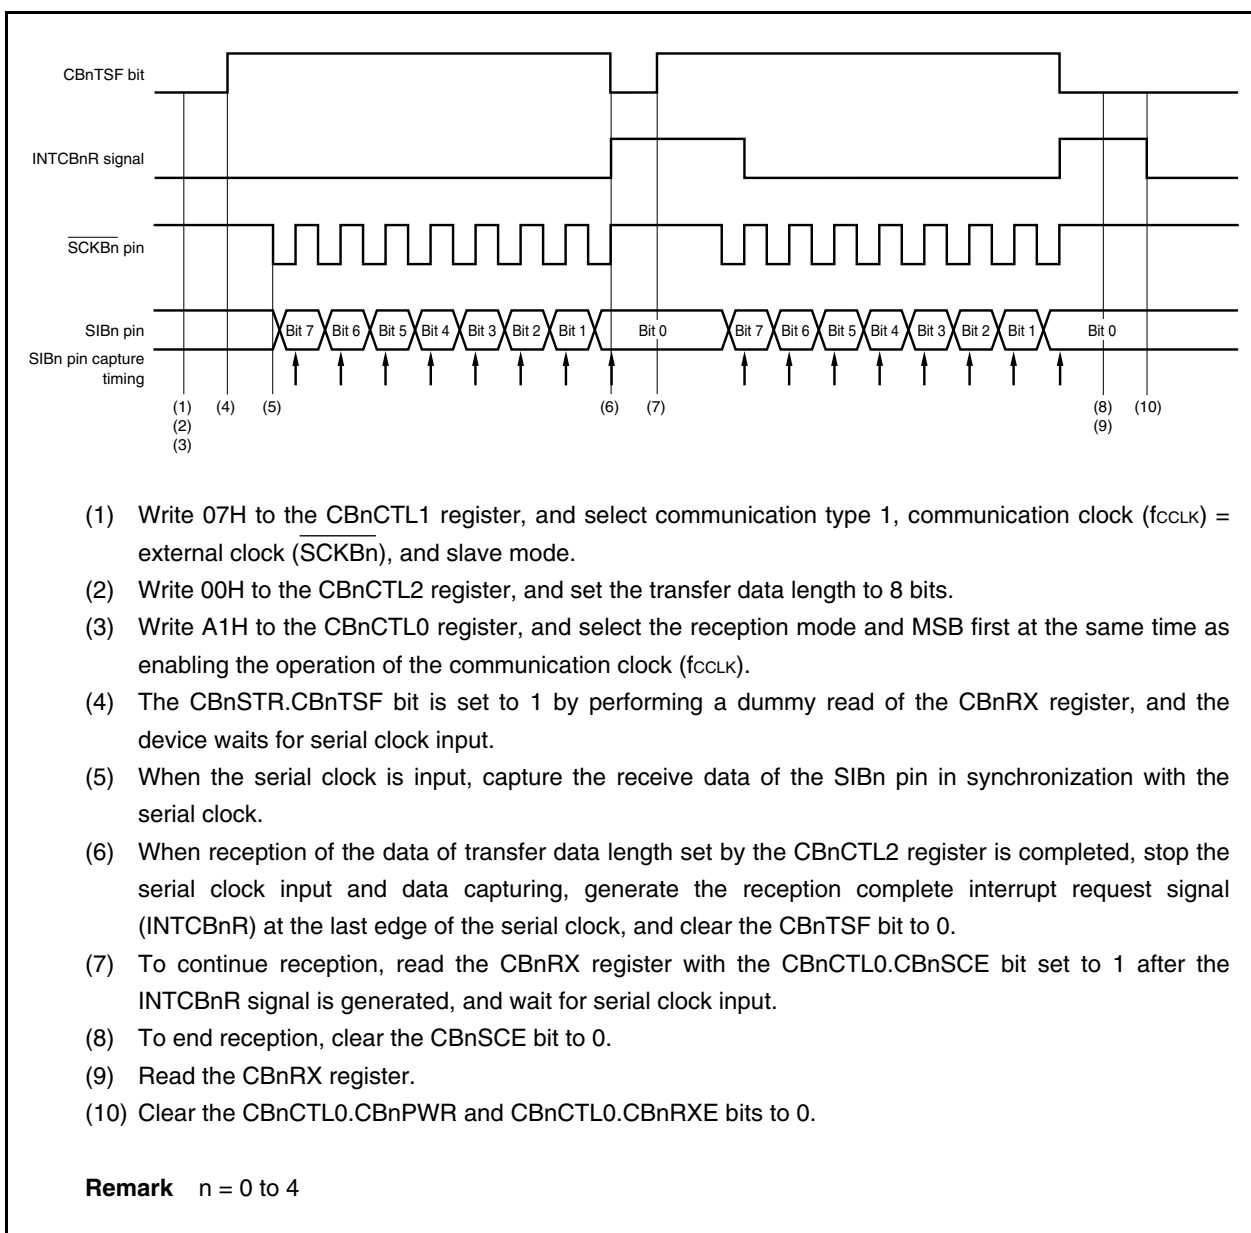 CBnTSF bit
INTCBnR signal
SCKBn pin
SIBn pin
Bit 7 Bit 6 Bit 5 Bit 4 Bit 3 Bit 2 Bit 1 Bit 0 Bit 7 Bit 6 Bit 5 Bit 4 Bit 3 Bit 2 Bit 1 Bit 0
SIBn pin capture
timing
(1) (4) (5) (6) (7) (8) (10)
(2) (9)
(3)
(1) Write 07H to the CBnCTL1 register, and select communication type 1, communication clock (fCCLK) =
external clock (SCKBn), and slave mode.
(2) Write 00H to the CBnCTL2 register, and set the transfer data length to 8 bits.
(3) Write A1H to the CBnCTL0 register, and select the reception mode and MSB first at the same time as
enabling the operation of the communication clock (fCCLK).
(4) The CBnSTR.CBnTSF bit is set to 1 by performing a dummy read of the CBnRX register, and the
device waits for serial clock input.
(5) When the serial clock is input, capture the receive data of the SIBn pin in synchronization with the
serial clock.
(6) When reception of the data of transfer data length set by the CBnCTL2 register is completed, stop the
serial clock input and data capturing, generate the reception complete interrupt request signal
(INTCBnR) at the last edge of the serial clock, and clear the CBnTSF bit to 0.
(7) To continue reception, read the CBnRX register with the CBnCTL0.CBnSCE bit set to 1 after the
INTCBnR signal is generated, and wait for serial clock input.
(8) To end reception, clear the CBnSCE bit to 0.
(9) Read the CBnRX register.
(10) Clear the CBnCTL0.CBnPWR and CBnCTL0.CBnRXE bits to 0.
Remark n = 0 to 4